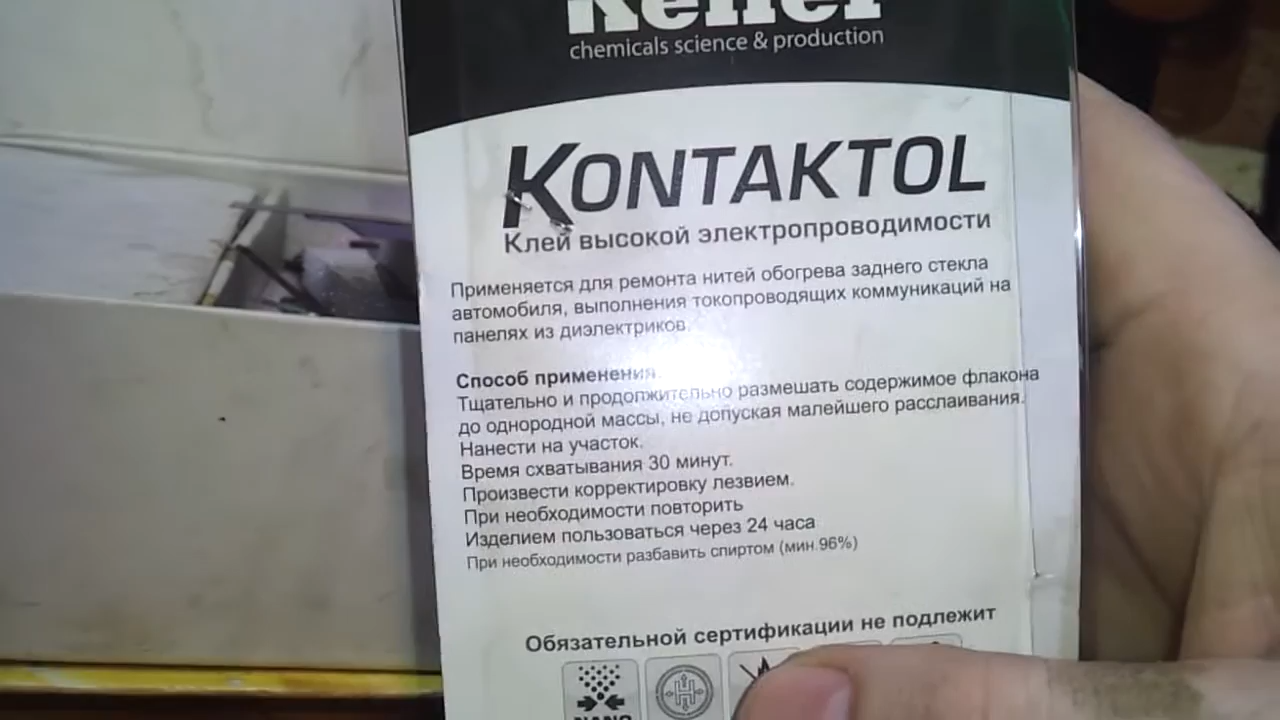 Keller
chemicals science & production
KONTAKTOL
Клей высокой электропроводимости
Применяется для ремонта нитей обогрева заднего стекла
автомобиля, выполнения токопроводящих коммуникаций на
панелях из диэлектриков.
Способ применения.
Тщательно и продолжительно размешать содержимое флакона
до однородной массы, не допуская малейшего расслаивания.
Нанести на участок.
Время схватывания 30 минут.
Произвести корректировку лезвием.
При необходимости повторить
Изделием пользоваться через 24 часа
При необходимости разбавить спиртом (мин.96%)
Обязательной сертификации не подлежит
NANO